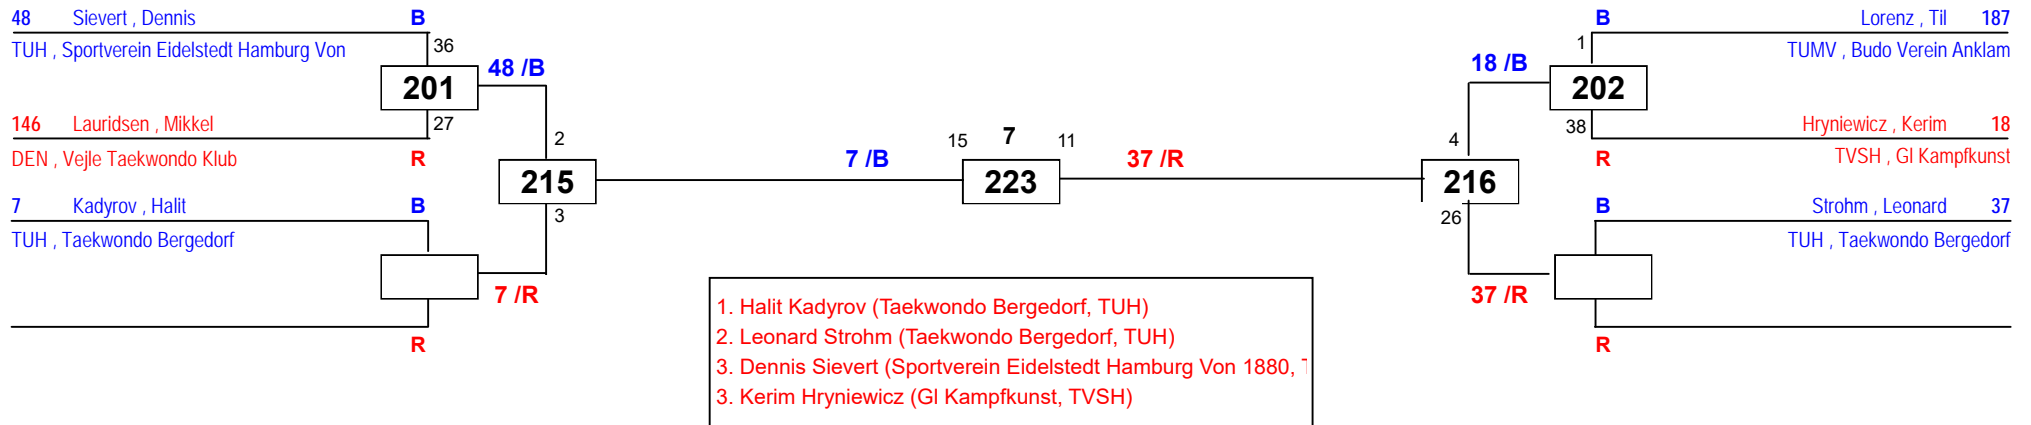 48 Sievert , Dennis B
TUH , Sportverein Eidelstedt Hamburg Von
36
201
48 /B
27
146 Lauridsen , Mikkel
DEN , Vejle Taekwondo Klub R
2
215
3
7 Kadyrov , Halit B
TUH , Taekwondo Bergedorf
7 /R
R
7 /B
15 7 11
223
37 /R
B Lorenz , Til 187
TUMV , Budo Verein Anklam
1
18 /B
202
38
Hryniewicz , Kerim 18
R TVSH , Gl Kampfkunst
4
216
26
B Strohm , Leonard 37
TUH , Taekwondo Bergedorf
37 /R
R
1. Halit Kadyrov (Taekwondo Bergedorf, TUH)
2. Leonard Strohm (Taekwondo Bergedorf, TUH)
3. Dennis Sievert (Sportverein Eidelstedt Hamburg Von 1880,
3. Kerim Hryniewicz (Gl Kampfkunst, TVSH)